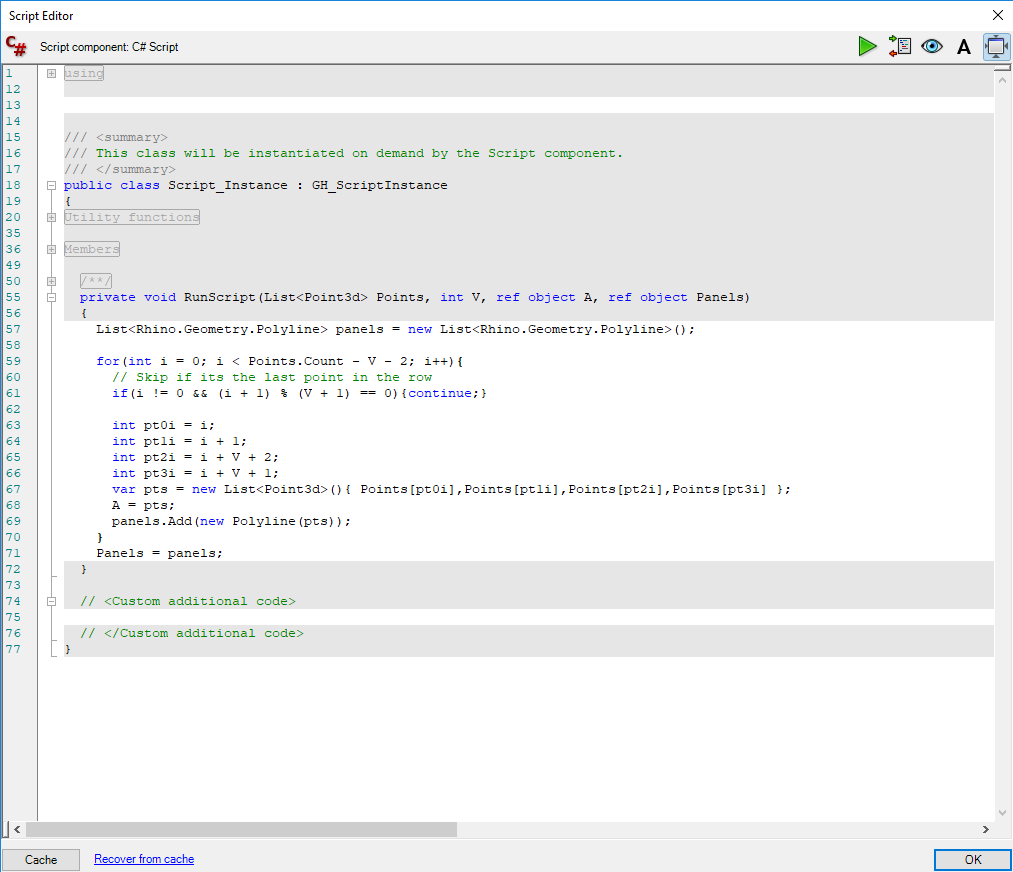 Script Editor
C# Script component: C# Script A
1 using
12
13
14
15 /// <summary>
16 /// This class will be instantiated on demand by the Script component.
17 /// </summary>
18 public class Script_Instance : GH_ScriptInstance
19 {
20 Utility functions
35
36 Members
49
50 /**/
55 private void RunScript(List<Point3d> Points, int V, ref object A, ref object Panels)
56 {
57 List<Rhino.Geometry.Polyline> panels = new List<Rhino.Geometry.Polyline>();
58
59 for(int i = 0; i < Points.Count - V - 2; i++){
60 // Skip if its the last point in the row
61 if(i != 0 && (i + 1) % (V + 1) == 0){continue;}
62
63 int pt0i = i;
64 int pt1i = i + 1;
65 int pt2i = i + V + 2;
66 int pt3i = i + V + 1;
67 var pts = new List<Point3d>(){ Points[pt0i],Points[pt1i],Points[pt2i],Points[pt3i] };
68 A = pts;
69 panels.Add(new Polyline(pts));
70 }
71 Panels = panels;
72 }
73
74 // <Custom additional code>
75
76 // </Custom additional code>
77 }
Cache Recover from cache OK